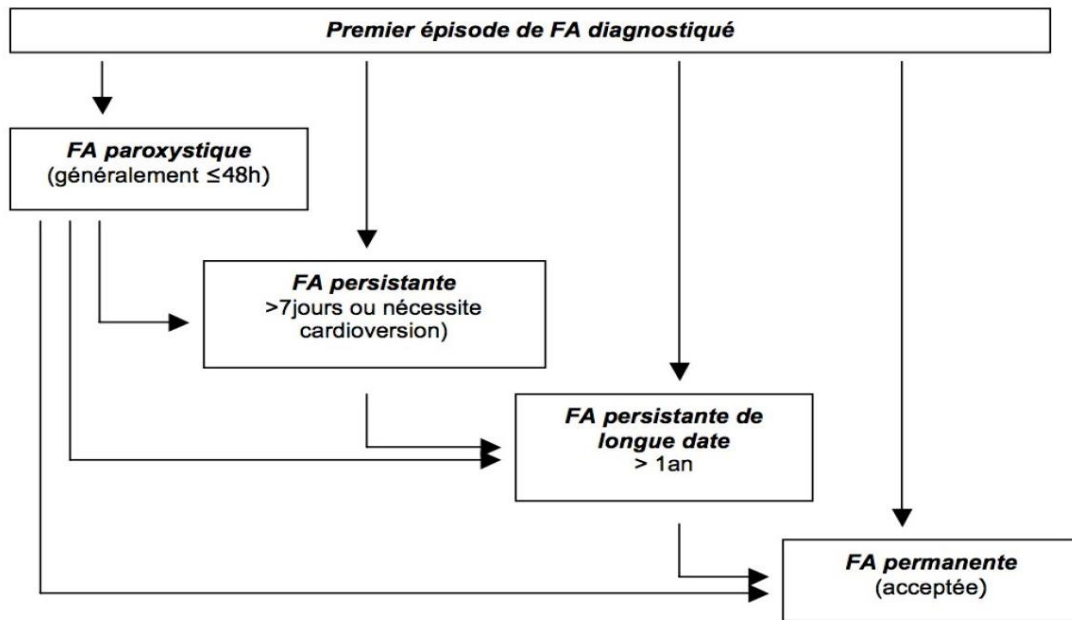 Premier épisode de FA diagnostiqué
FA paroxystique
(généralement ≤48h)
FA persistante
>7jours ou nécessite
cardioversion)
FA persistante de
longue date
> 1an
FA permanente
(acceptée)